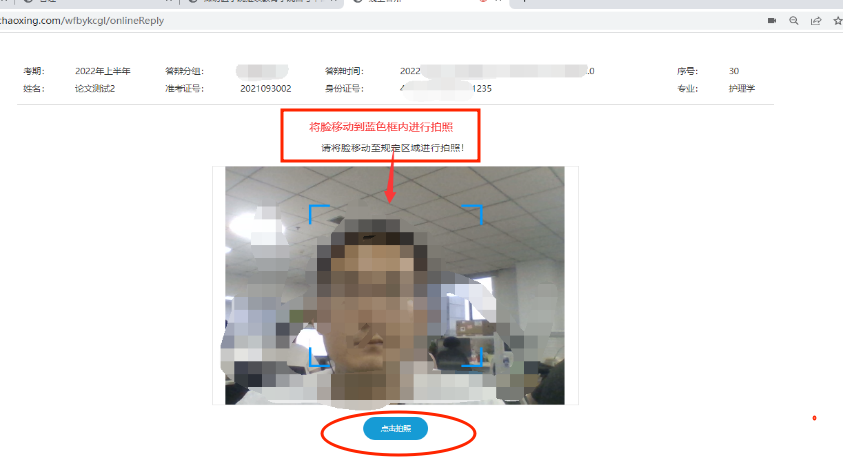 chaoxing.com/wfbykcgl/onlineReply
考期： 2022年上半年 答辩分组： 答辩时间： 2022 .0 序号： 30
姓名： 论文测试2 准考证号： 2021093002 身份证号： 4 1235 专业： 护理学
将脸移动到蓝色框内进行拍照
请将脸移动至规定区域进行拍照！
点击拍照